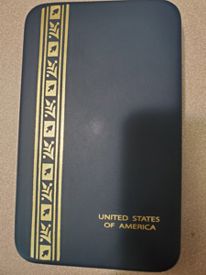 UNITED STATES
OF AMERICA